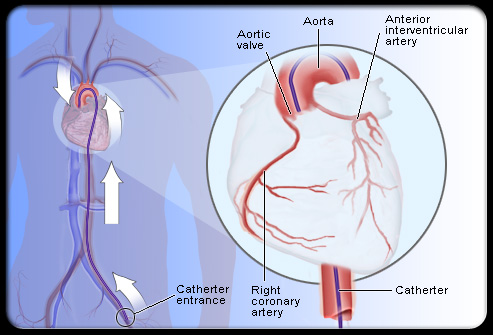 Aorta
Aortic
valve
Anterior
interventricular
artery
Catherter
entrance
Right
coronary
artery
Catherter